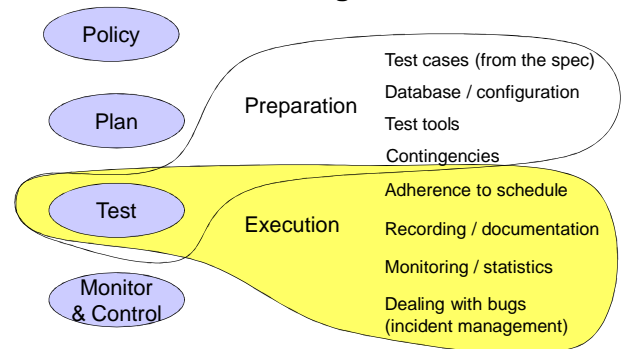 Policy
Plan
Test
Monitor
& Control
Preparation
Test cases (from the spec)
Database / configuration
Test tools
Contingencies
Execution
Adherence to schedule
Recording / documentation
Monitoring / statistics
Dealing with bugs
(incident management)